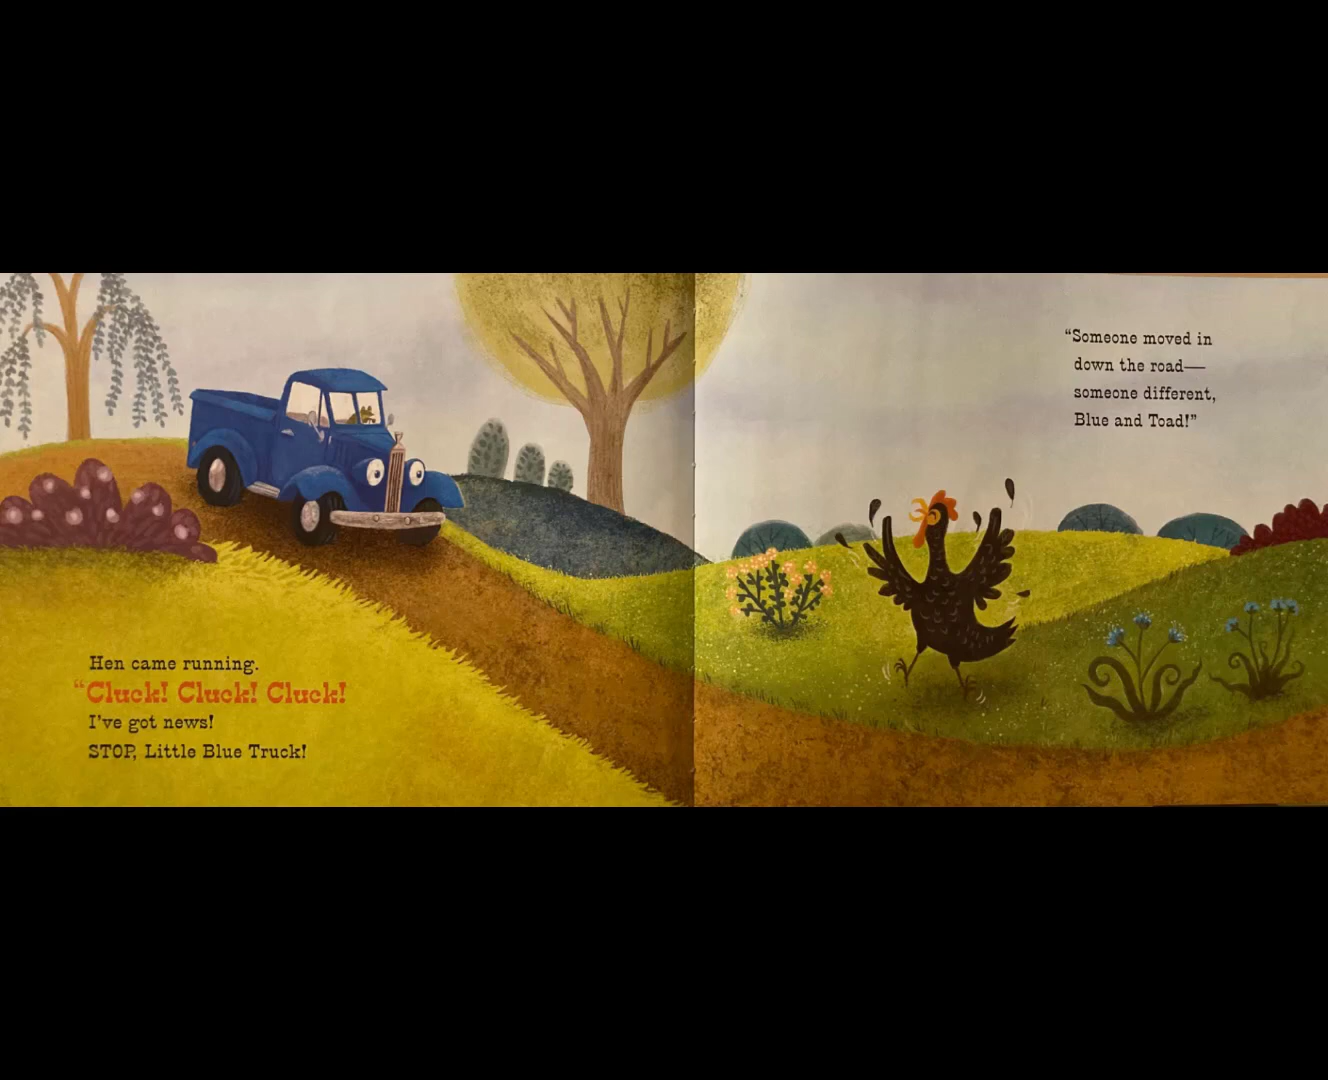 Hen came running.
“Cluck! Cluck! Cluck!
I’ve got news!
STOP, Little Blue Truck!
“Someone moved in
down the road—
someone different,
Blue and Toad!”